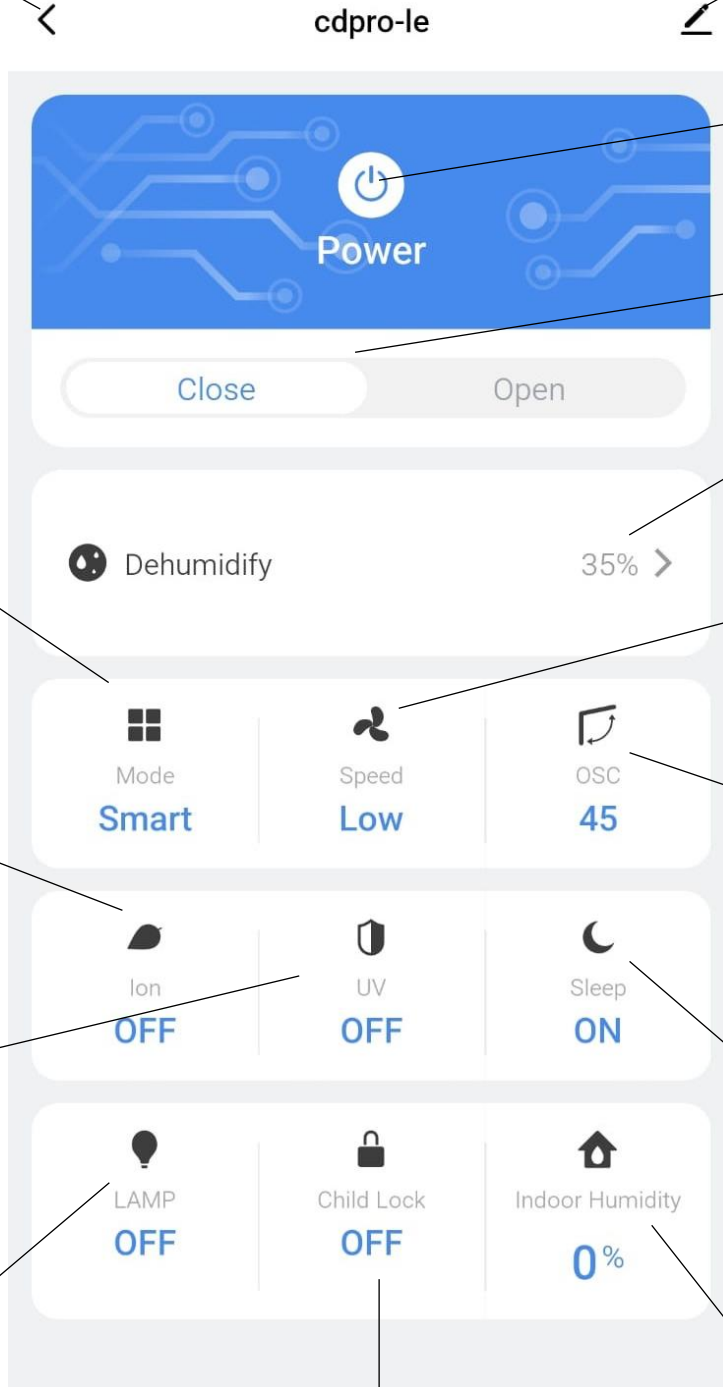 cdpro-le
Power
Close Open
Dehumidify 35%
Mode Speed OSC
Smart Low 45
Ion UV Sleep
OFF OFF ON
LAMP Child Lock Indoor Humidity
OFF OFF 0%